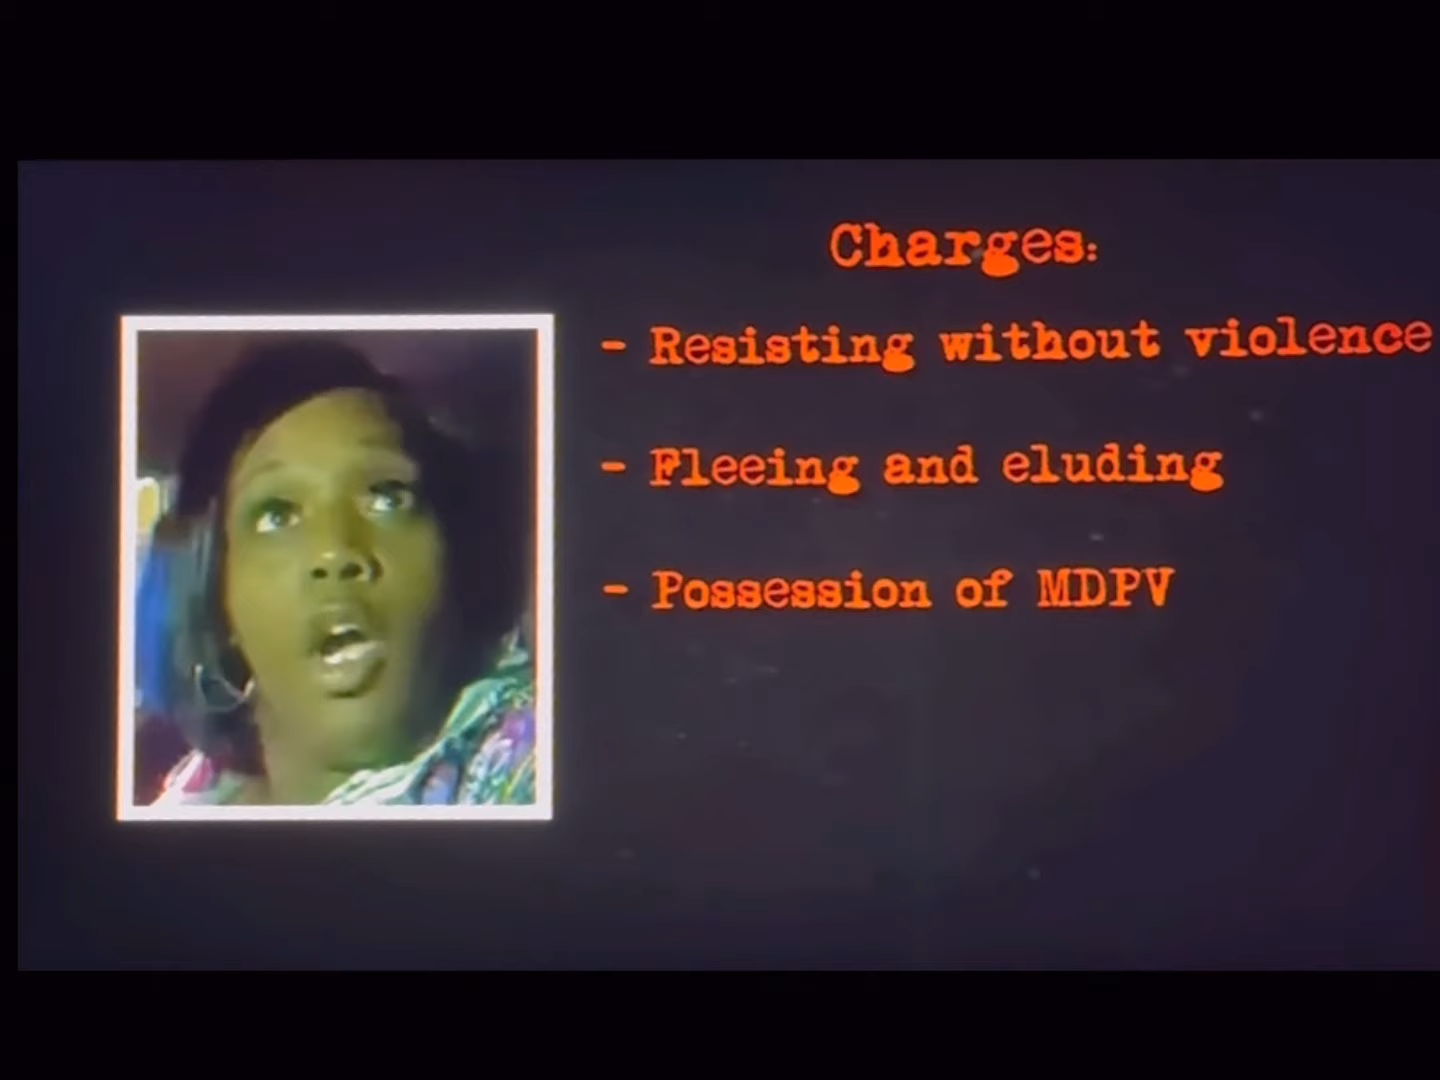 Charges:
- Resisting without violence
- Fleeing and eluding
- Possession of MDPV